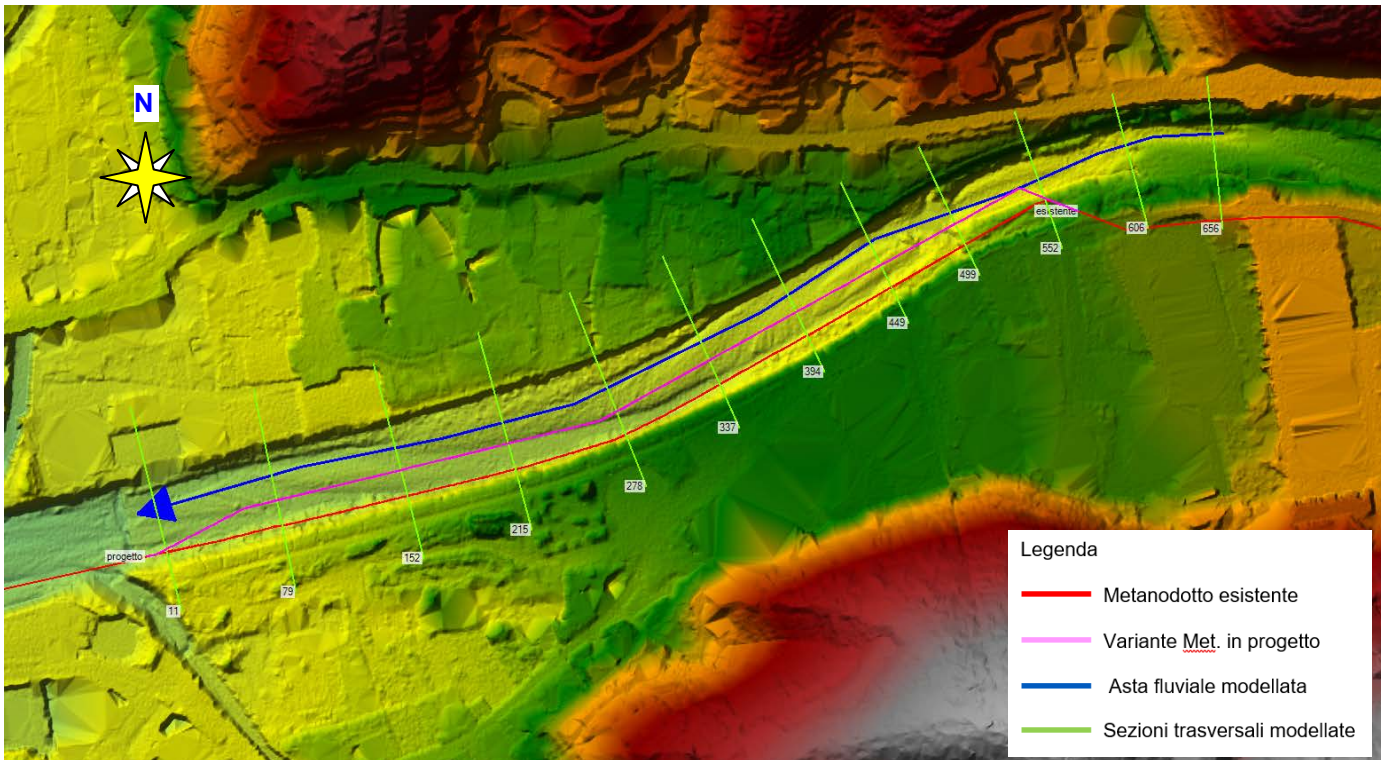 N
esistente
606
656
552
499
449
394
337
278
215
152
progetto
79
11
Legenda
Metanodotto esistente
Variante Met. in progetto
Asta fluviale modellata
Sezioni trasversali modellate